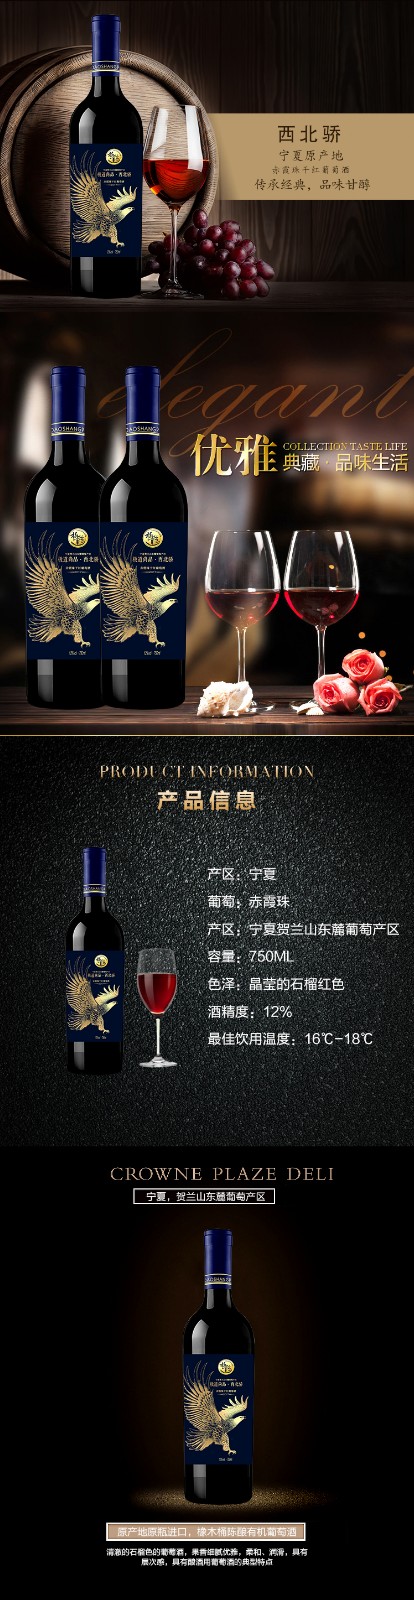 西北骄
宁夏原产地
赤霞珠干红葡萄酒
传承经典，品味甘醇
elegant
优雅
COLLECTION TASTE LIFE
典藏·品味生活
PRODUCT INFORMATION
产品信息
产区：宁夏
葡萄：赤霞珠
产区：宁夏贺兰山东麓葡萄产区
容量：750ML
色泽：晶莹的石榴红色
酒精度：12%
最佳饮用温度：16℃-18℃
CROWNE PLAZE DELI
宁夏，贺兰山东麓葡萄产区
原产地原瓶进口，橡木桶陈酿有机葡萄酒
清澈的石榴色的葡萄酒，果香细腻优雅，柔和、润滑，具有
层次感，具有酿酒用葡萄酒的典型特点